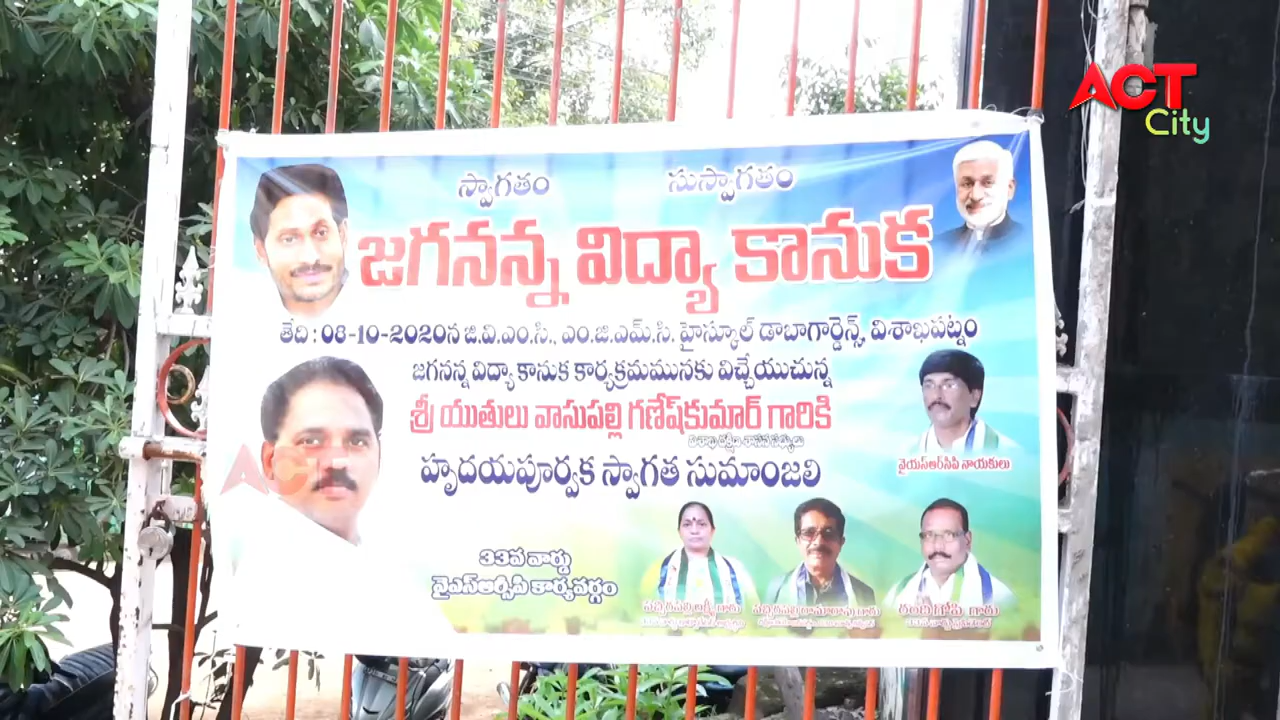 ACT
City
స్వాగతం సుస్వాగతం
జగనన్న విద్యా కానుక
తేది : 08-10-2020న జి.వి.ఎం.సి., ఎం.జి.ఎమ్.సి. హైస్కూల్ డాబాగార్డెన్స్, విశాఖపట్నం
జగనన్న విద్యా కానుక కార్యక్రమమునకు విచ్చేయుచున్న
శ్రీ యుతులు వాసుపల్లి గణేష్‌కుమార్ గారికి
హృదయపూర్వక స్వాగత సుమాంజలి
వైయస్ఆర్‌సిపి నాయకులు
33వ వార్డు
వైఎస్ఆర్సిపి కార్యవర్గం